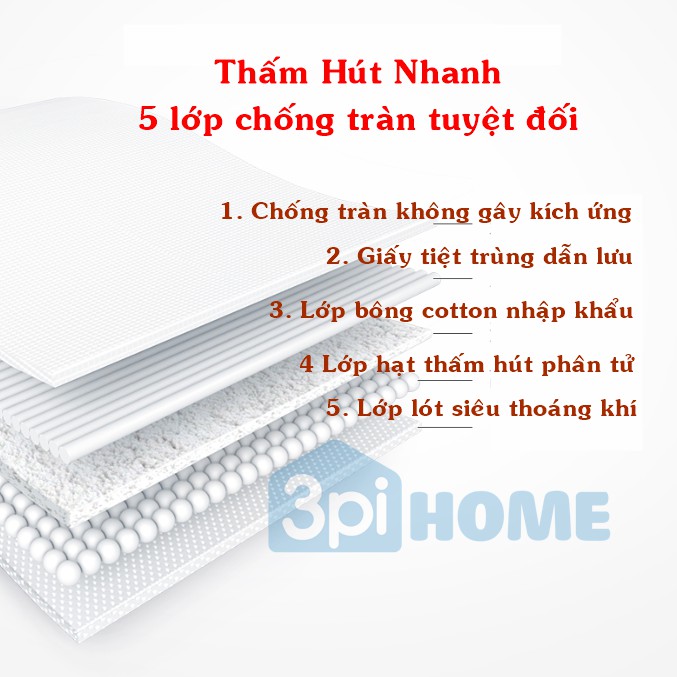 Thấm Hút Nhanh
5 lớp chống tràn tuyệt đối
1. Chống tràn không gây kích ứng
2. Giấy tiệt trùng dẫn lưu
3. Lớp bông cotton nhập khẩu
4 Lớp hạt thấm hút phân tử
5. Lớp lót siêu thoáng khí
3pi HOME